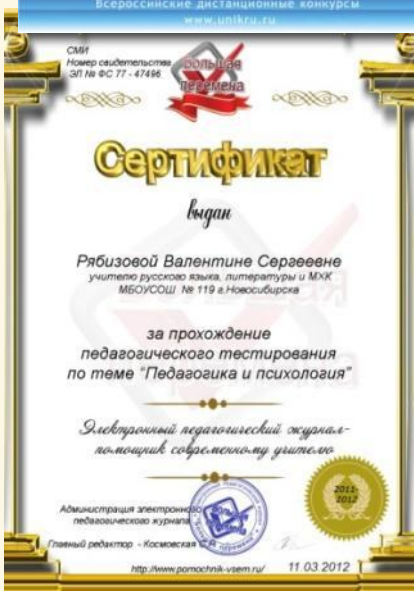 Всероссийские дистанционные конкурсы
www.unikru.ru
СМИ
Номер свидетельства
ЭЛ № ФС 77 - 47496
большая
перемена
Сертификат
выдан
Рябизовой Валентине Сергеевне
учителю русского языка, литературы и МХК
МБОУСОШ № 119 г.Новосибирска
за прохождение
педагогического тестирования
по теме "Педагогика и психология"
Электронный педагогический журнал-
помощник современному учителю
Администрация электронного
педагогического журнала
Главный редактор - Космовская
2011-
1012
http://www.pomochnik-vsem.ru/
11.03 2012